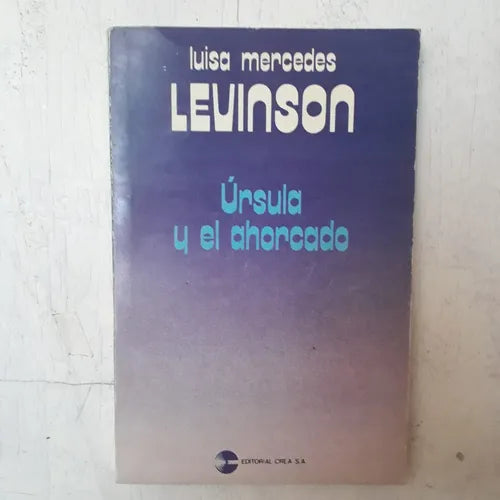 luisa mercedes
LEVINSON
Úrsula
y el ahorcado
EDITORIAL CREA S.A.